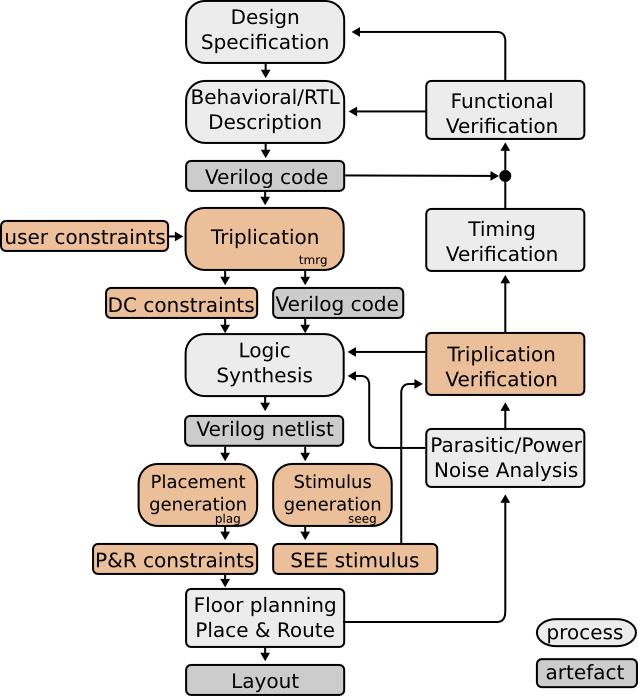 Design
Specification
Behavioral/RTL
Description
Functional
Verification
Verilog code
user constraints
Triplication
tmrg
Timing
Verification
DC constraints
Verilog code
Logic
Synthesis
Triplication
Verification
Verilog netlist
Parasitic/Power
Noise Analysis
Placement
generation
plag
Stimulus
generation
seeg
P&R constraints
SEE stimulus
Floor planning
Place & Route
Layout
process
artefact